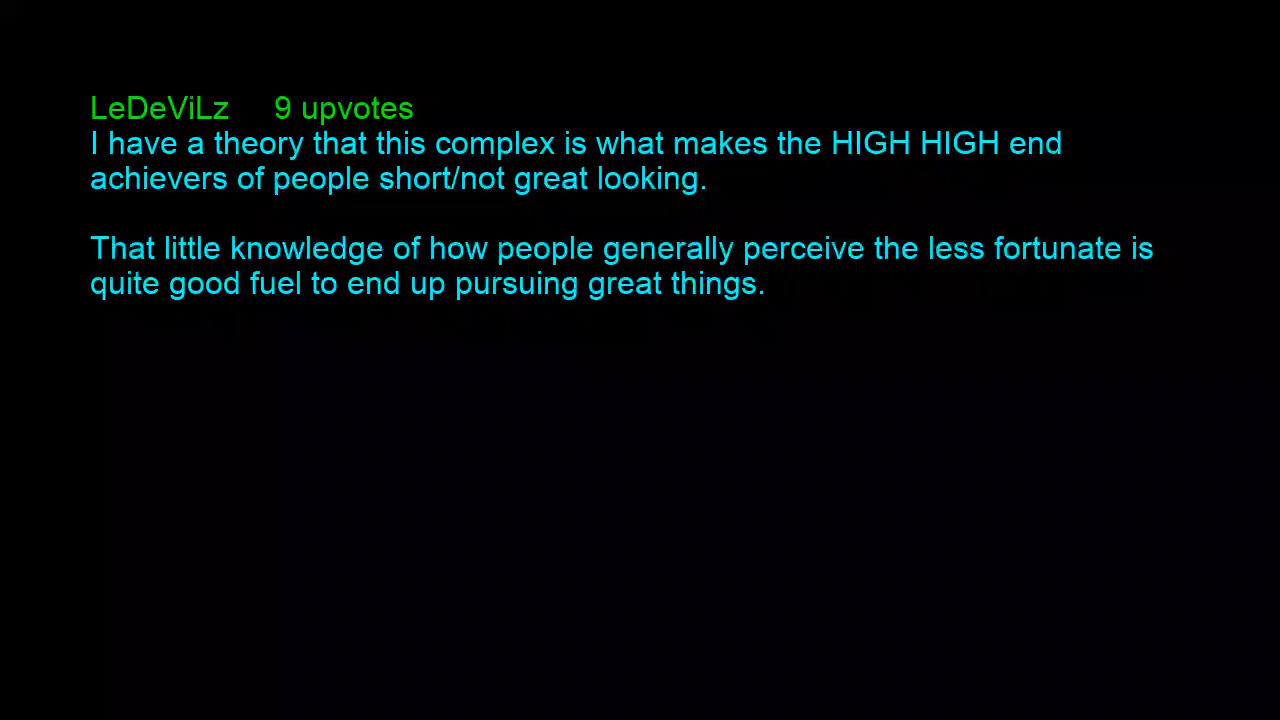 LeDeViLz 9 upvotes
I have a theory that this complex is what makes the HIGH HIGH end
achievers of people short/not great looking.
That little knowledge of how people generally perceive the less fortunate is
quite good fuel to end up pursuing great things.